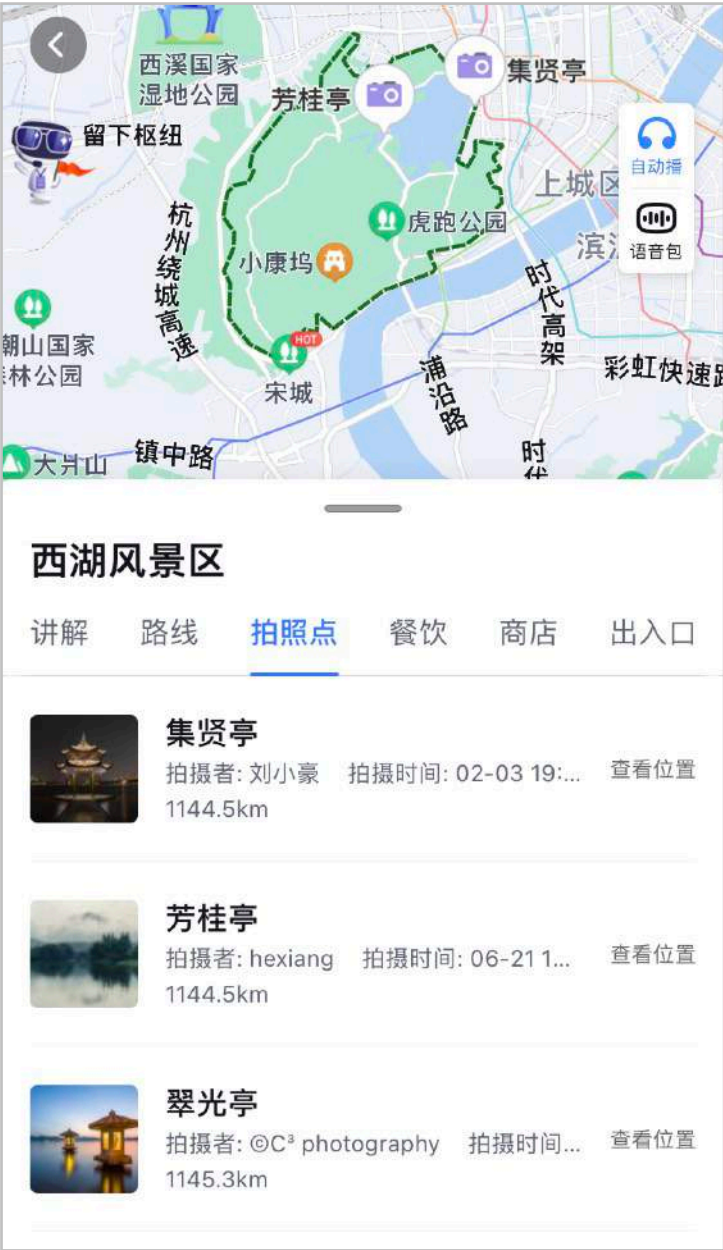 西溪国家
湿地公园
芳桂亭
集贤亭
留下枢纽
自动播
上城区
杭州绕城高速
虎跑公园
语音包
小康坞
时代高架
HOT
宋城
浦沿路
彩虹快速路
潮山国家
森林公园
镇中路
时代
西湖风景区
讲解 路线 拍照点 餐饮 商店 出入口
集贤亭
拍摄者: 刘小豪 拍摄时间: 02-03 19:... 查看位置
1144.5km
芳桂亭
拍摄者: hexiang 拍摄时间: 06-21 1... 查看位置
1144.5km
翠光亭
拍摄者: ©C³ photography 拍摄时间... 查看位置
1145.3km